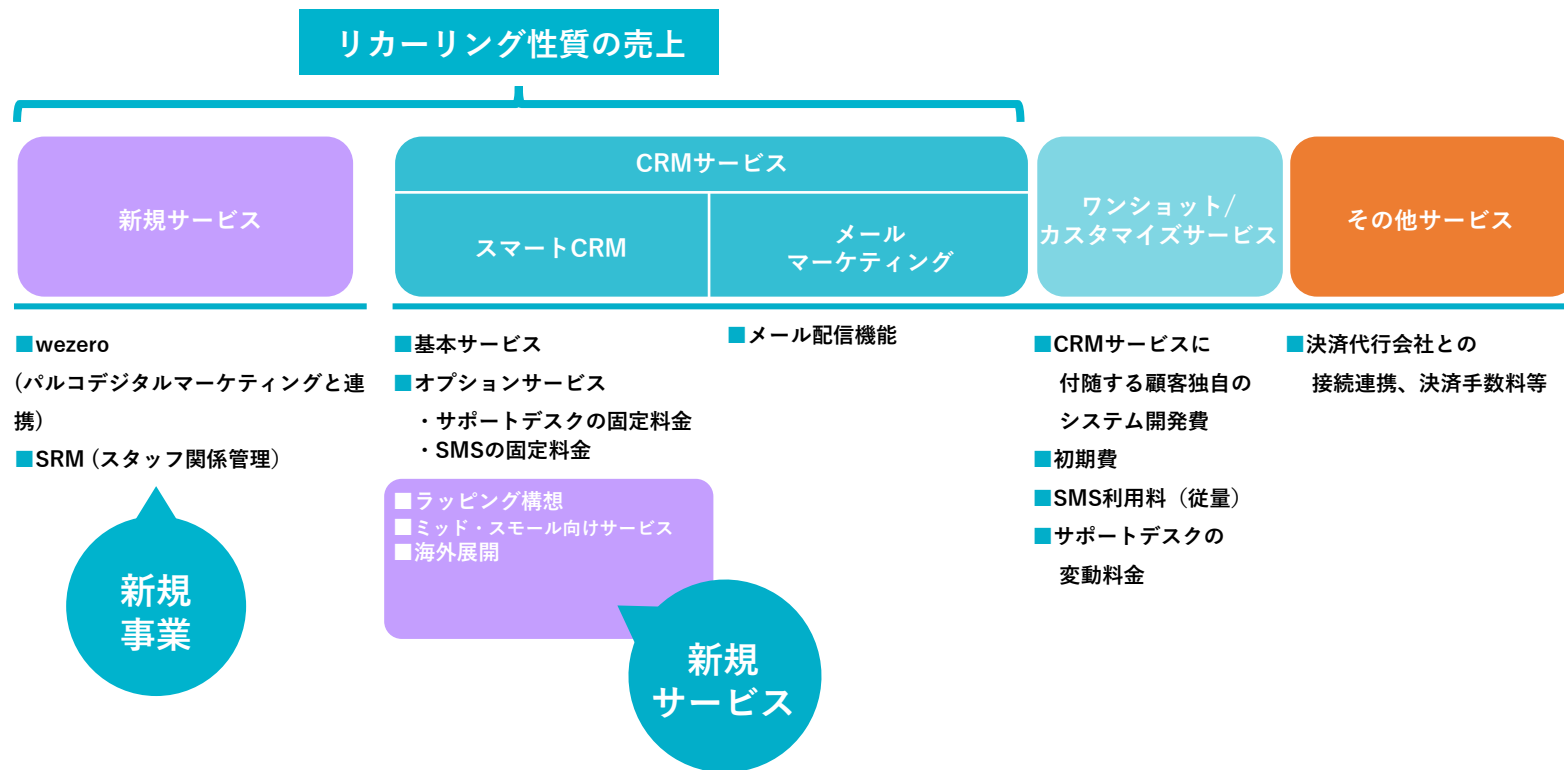 リカーリング性質の売上
新規サービス
CRMサービス
スマートCRM
メール
マーケティング
ワンショット/
カスタマイズサービス
その他サービス
■wezero
(パルコデジタルマーケティングと連
携)
■SRM (スタッフ関係管理)
新規
事業
■基本サービス
■オプションサービス
・サポートデスクの固定料金
・SMSの固定料金
■ラッピング構想
■ミッド・スモール向けサービス
■海外展開
新規
サービス
■メール配信機能
■CRMサービスに
付随する顧客独自の
システム開発費
■初期費
■SMS利用料（従量）
■サポートデスクの
変動料金
■決済代行会社との
接続連携、決済手数料等